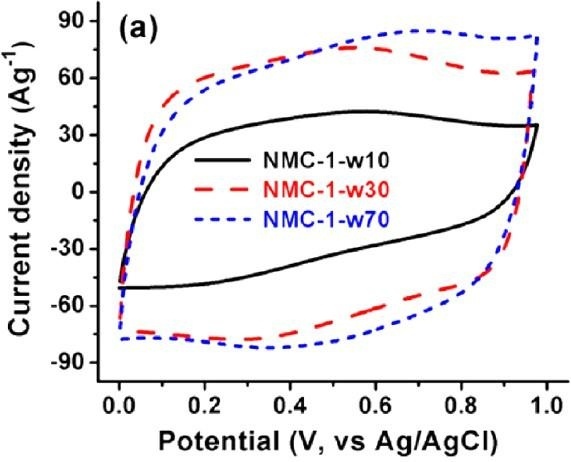 (a)
Current density (Ag-1)
90
60
30
0
-30
-60
-90
NMC-1-w10
NMC-1-w30
NMC-1-w70
0.0 0.2 0.4 0.6 0.8 1.0
Potential (V, vs Ag/AgCl)